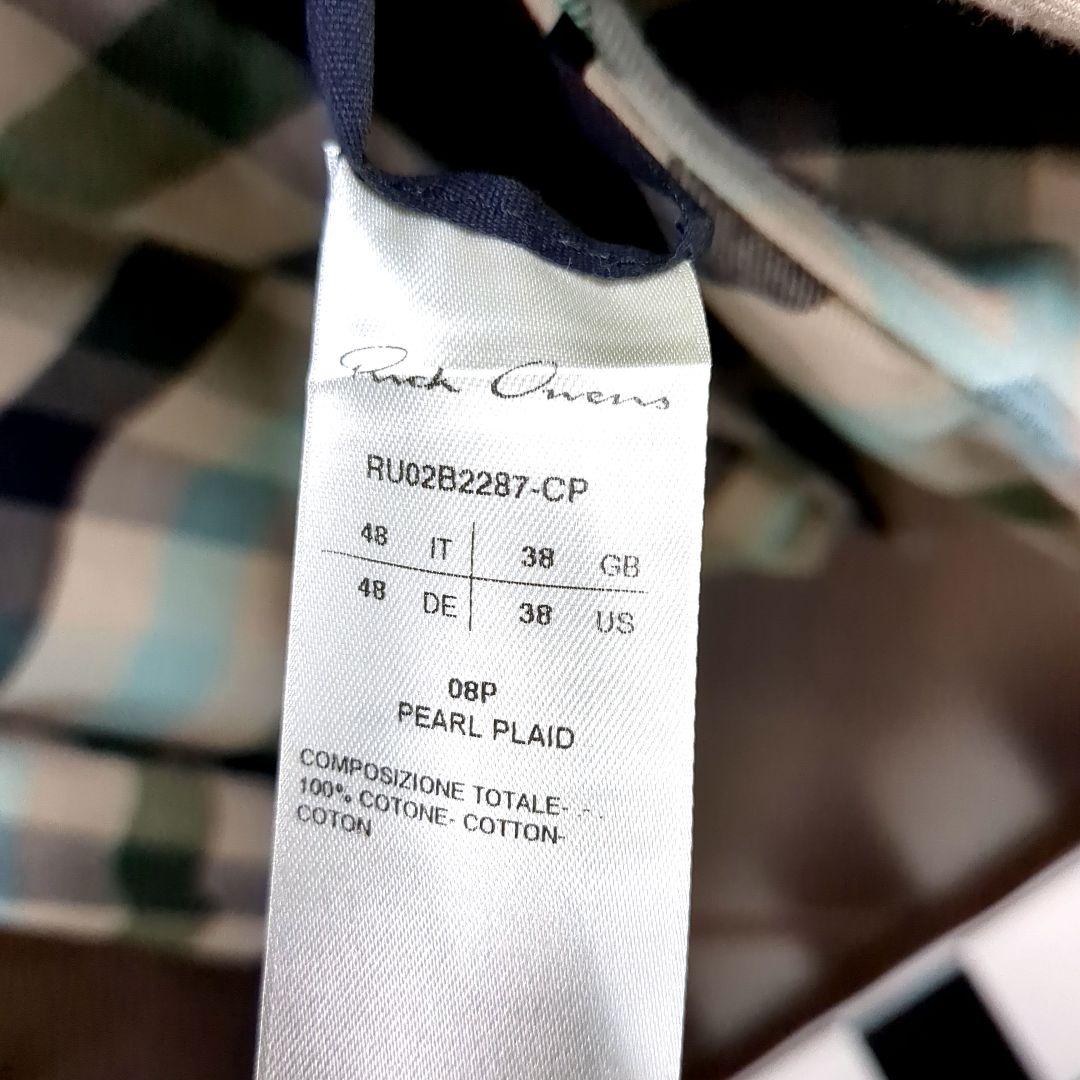 Rick Owens
RU02B2287-CP
48 IT 38 GB
48 DE 38 US
08P
PEARL PLAID
COMPOSIZIONE TOTALE- .- .
100% COTONE- COTTON-
COTON